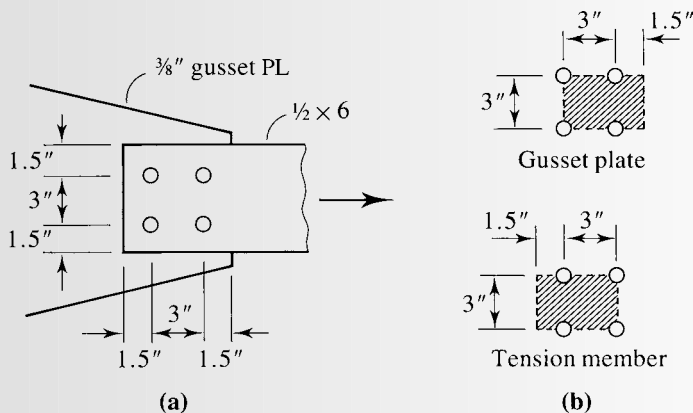 3″ 1.5″
⅜″ gusset PL
½ × 6
3″
Gusset plate
1.5″
3″
1.5″
1.5″ 3″
3″
Tension member
3″
1.5″ 1.5″
(a) (b)